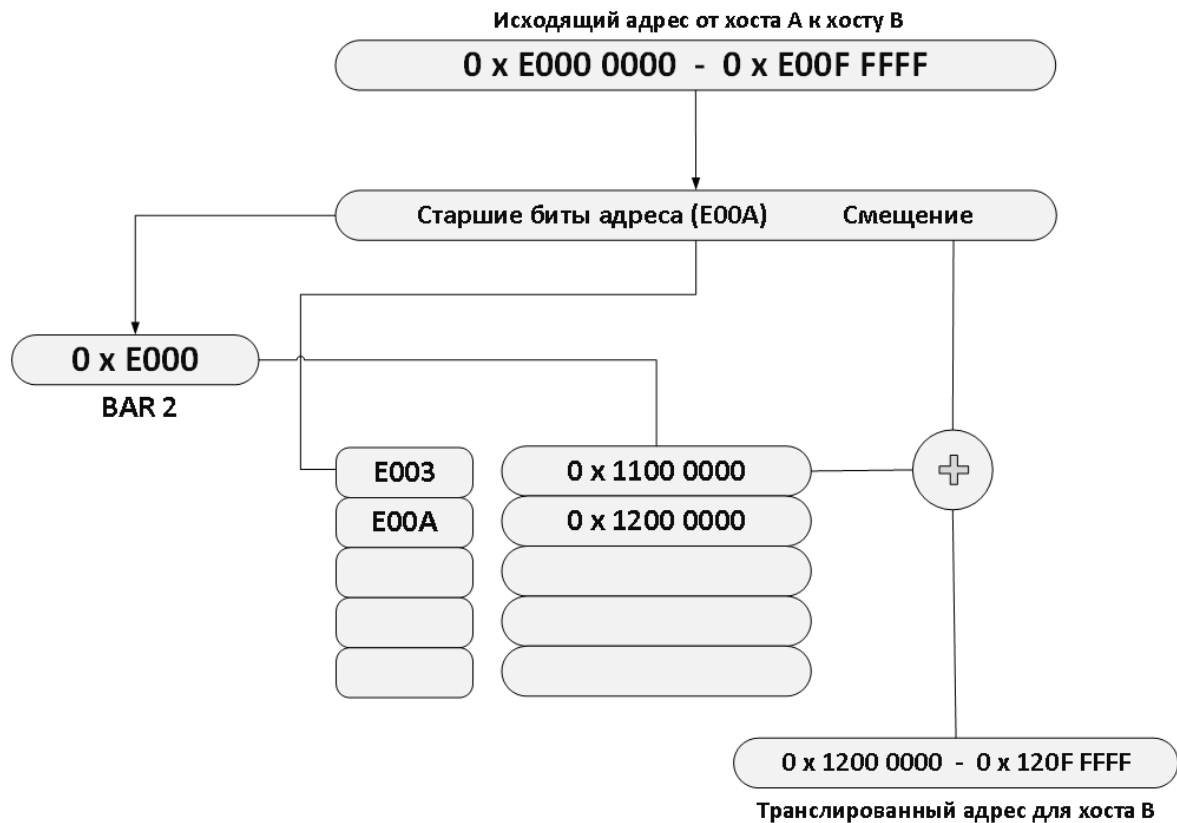 Исходящий адрес от хоста А к хосту В
0 x E000 0000 - 0 x E00F FFFF
Старшие биты адреса (E00A) Смещение
0 x E000
BAR 2
E003 0 x 1100 0000
E00A 0 x 1200 0000
0 x 1200 0000 - 0 x 120F FFFF
Транслированный адрес для хоста В